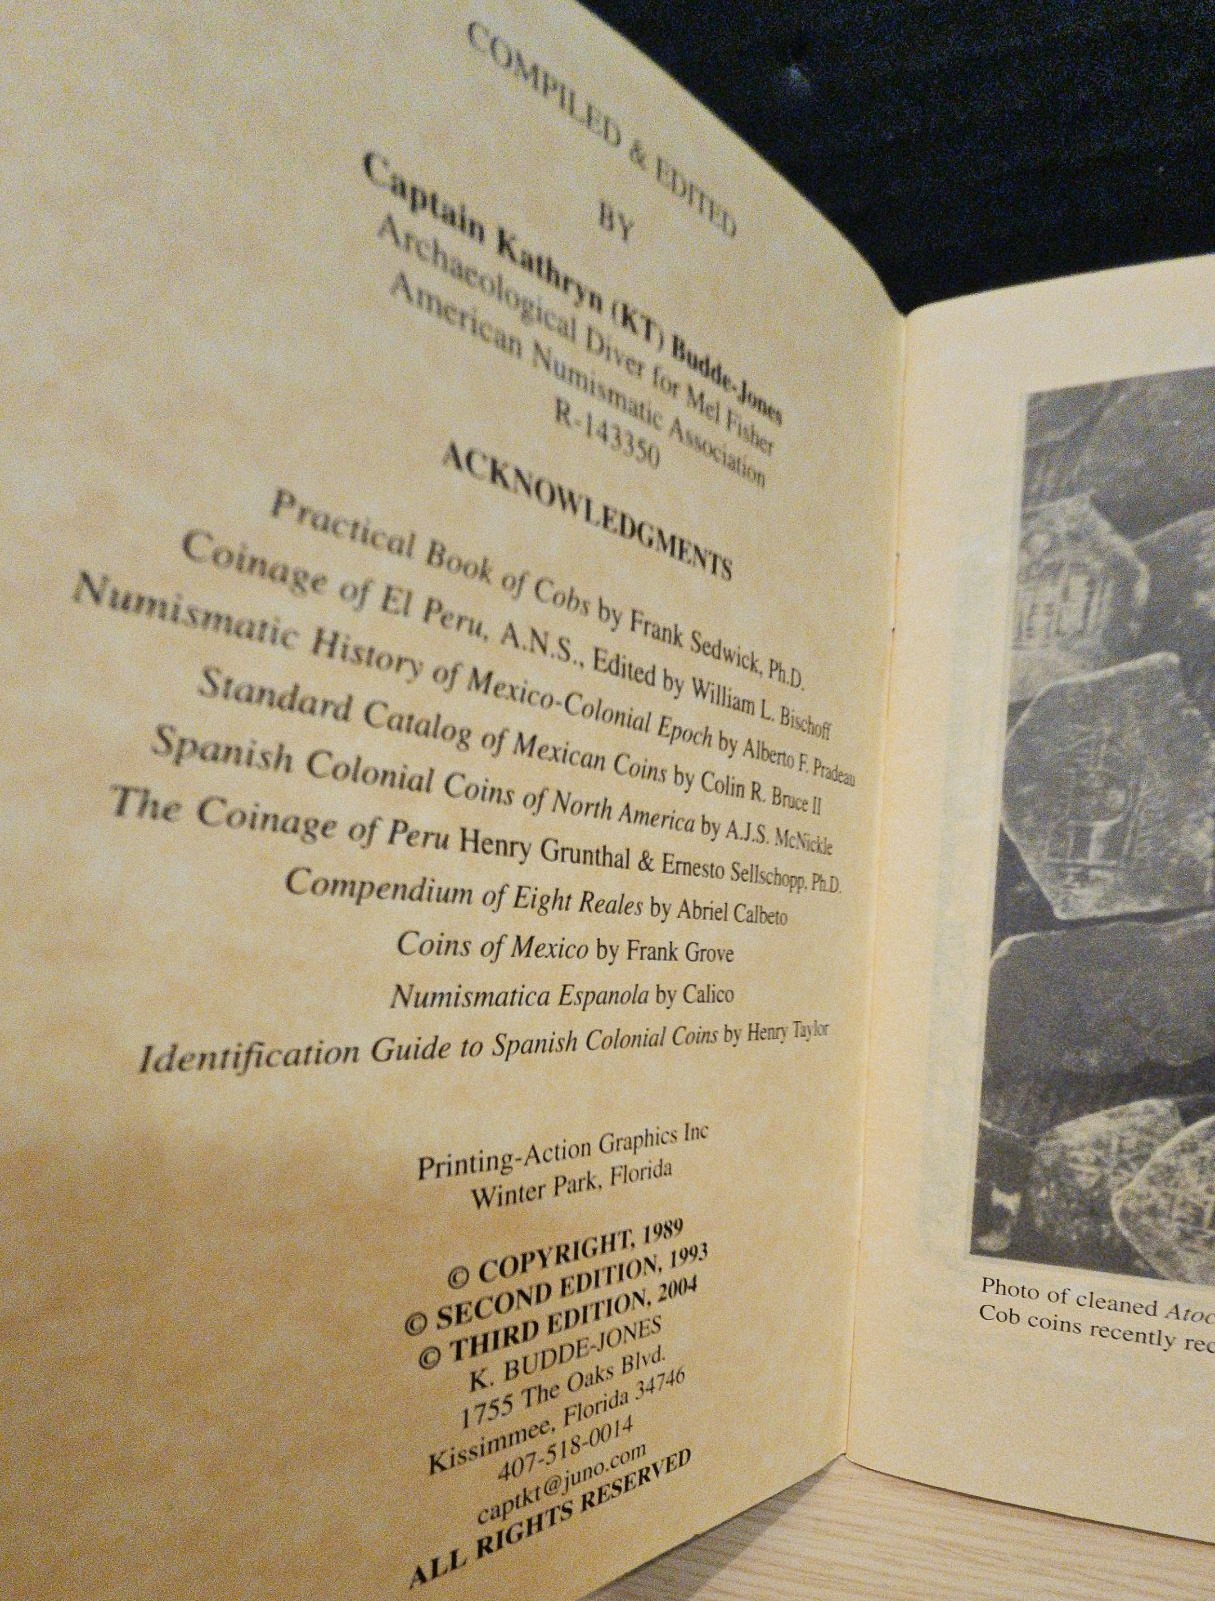 COMPILED & EDITED
BY
Captain Kathryn (KT) Budde-Jones
Archaeological Diver for Mel Fisher
American Numismatic Association
R-143350
ACKNOWLEDGMENTS
Practical Book of Cobs by Frank Sedwick, Ph.D.
Coinage of El Peru, A.N.S., Edited by William L. Bischoff
Numismatic History of Mexico-Colonial Epoch by Alberto F. Pradeau
Standard Catalog of Mexican Coins by Colin R. Bruce II
Spanish Colonial Coins of North America by A.J.S. McNickle
The Coinage of Peru Henry Grunthal & Ernesto Sellschopp, Ph.D.
Compendium of Eight Reales by Abriel Calbeto
Coins of Mexico by Frank Grove
Numismatica Espanola by Calico
Identification Guide to Spanish Colonial Coins by Henry Taylor
Printing-Action Graphics Inc
Winter Park, Florida
© COPYRIGHT, 1989
© SECOND EDITION, 1993
© THIRD EDITION, 2004
K. BUDDE-JONES
1755 The Oaks Blvd.
Kissimmee, Florida 34746
407-518-0014
captkt@juno.com
ALL RIGHTS RESERVED
Photo of cleaned Atoc
Cob coins recently rec